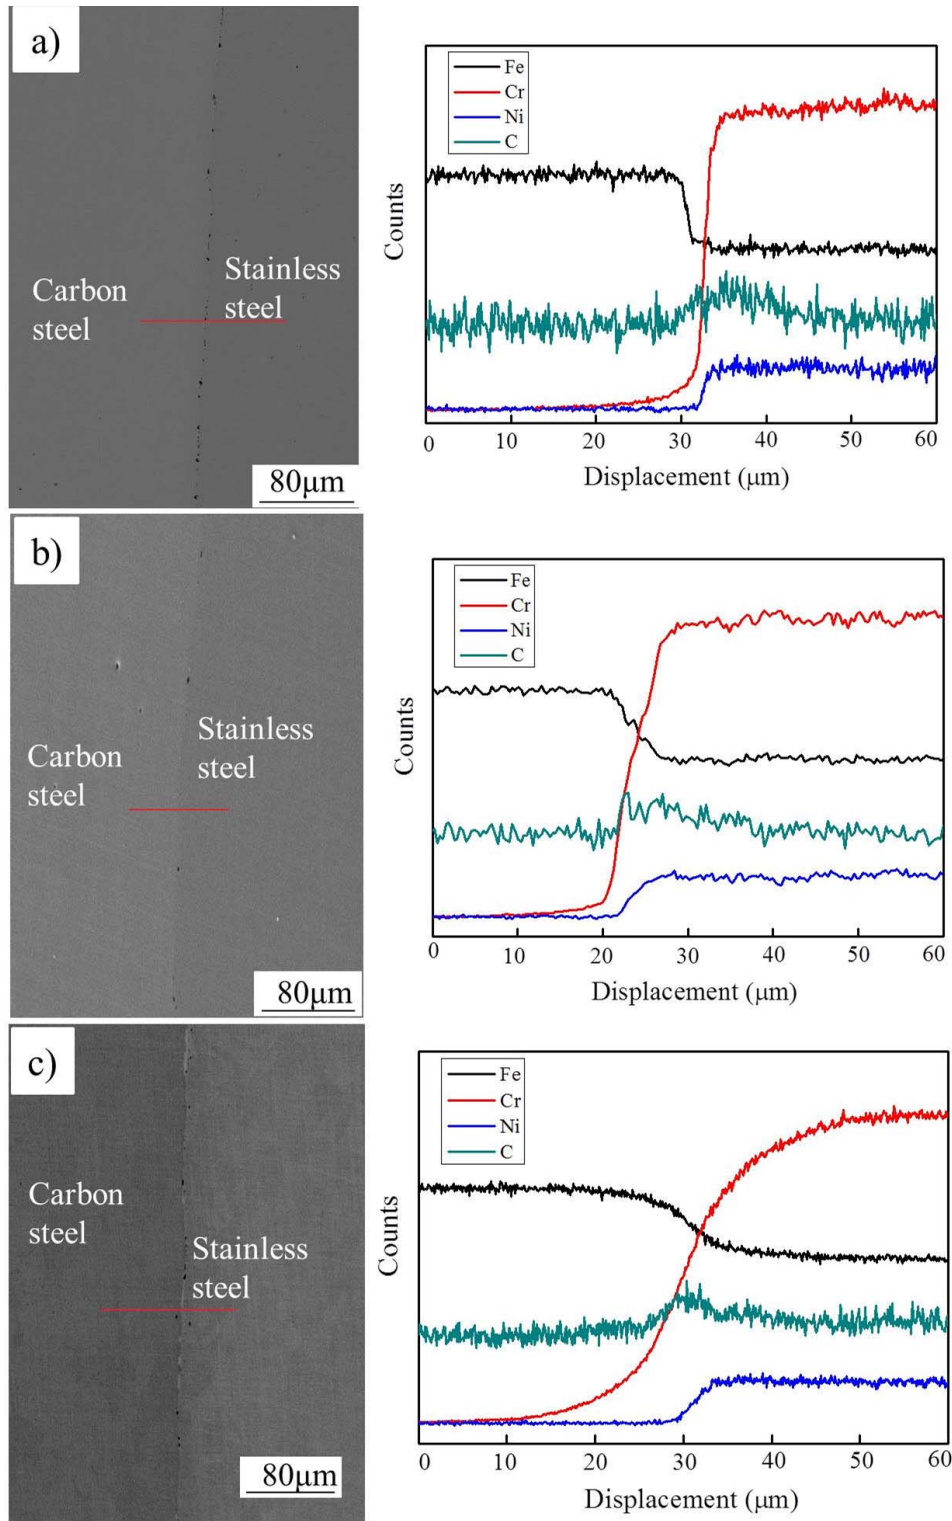 a)
Carbon
steel
Stainless
steel
80μm
Fe
Cr
Ni
C
Counts
0 10 20 30 40 50 60
Displacement (μm)
b)
Carbon
steel
Stainless
steel
80μm
Fe
Cr
Ni
C
Counts
0 10 20 30 40 50 60
Displacement (μm)
c)
Carbon
steel
Stainless
steel
80μm
Fe
Cr
Ni
C
Counts
0 10 20 30 40 50 60
Displacement (μm)